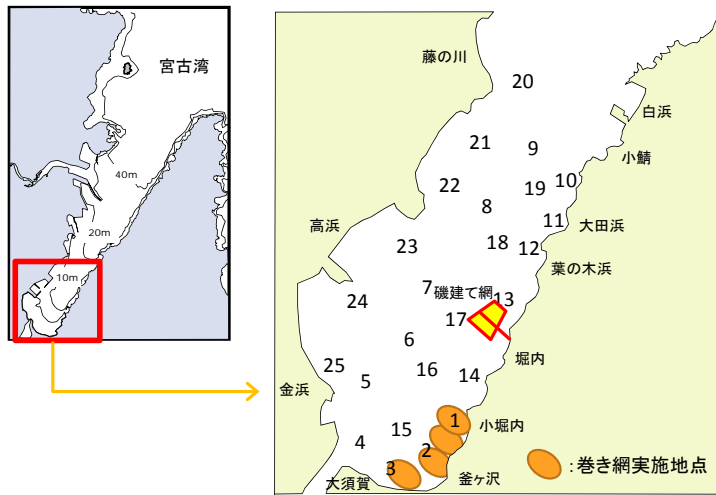 宮古湾
40m
20m
10m
藤の川
20
白浜
21
9
小鯖
22
19
10
8
11
大田浜
高浜
23
18
12
葉の木浜
7
磯建て網
13
24
17
6
堀内
25
16
14
5
金浜
1
小堀内
15
4
2
3
釜ヶ沢
大須賀
:巻き網実施地点